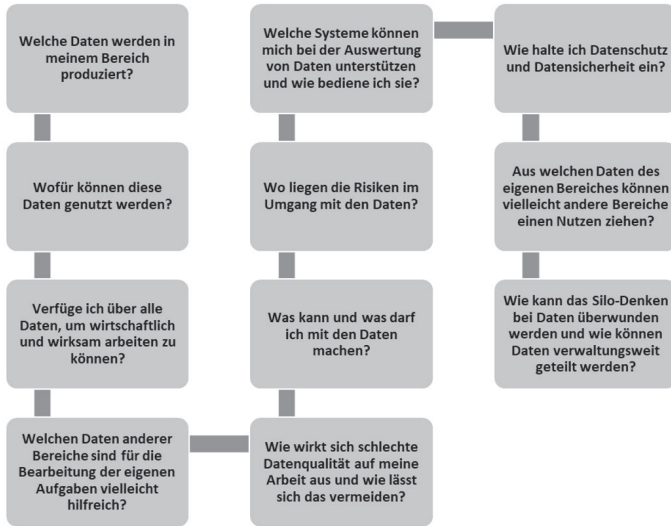 Welche Daten werden in
meinem Bereich
produziert?
Wofür können diese
Daten genutzt werden?
Verfüge ich über alle
Daten, um wirtschaftlich
und wirksam arbeiten zu
können?
Welchen Daten anderer
Bereiche sind für die
Bearbeitung der eigenen
Aufgaben vielleicht
hilfreich?
Wie wirkt sich schlechte
Datenqualität auf meine
Arbeit aus und wie lässt
sich das vermeiden?
Was kann und was darf
ich mit den Daten
machen?
Wo liegen die Risiken im
Umgang mit den Daten?
Welche Systeme können
mich bei der Auswertung
von Daten unterstützen
und wie bediene ich sie?
Wie halte ich Datenschutz
und Datensicherheit ein?
Aus welchen Daten des
eigenen Bereiches können
vielleicht andere Bereiche
einen Nutzen ziehen?
Wie kann das Silo-Denken
bei Daten überwunden
werden und wie können
Daten verwaltungsweit
geteilt werden?